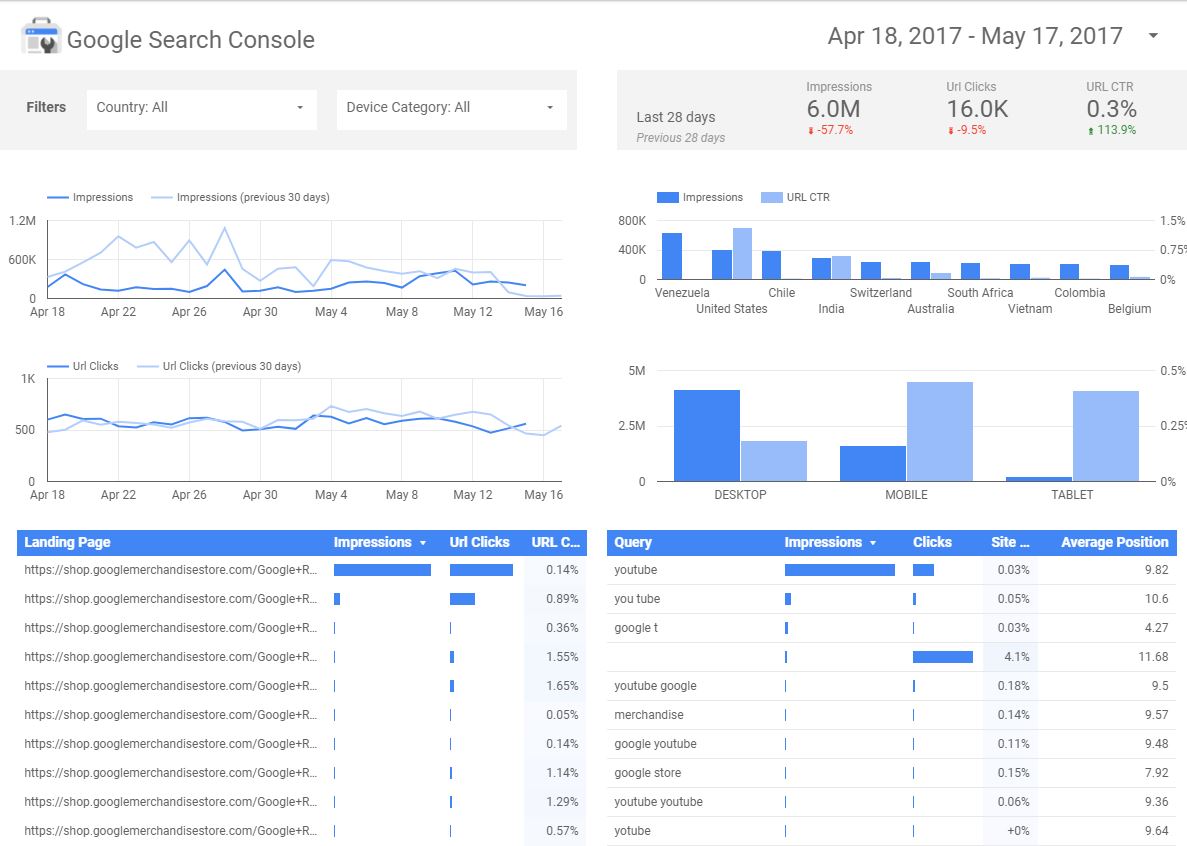 Google Search Console
Apr 18, 2017 - May 17, 2017
Filters
Country: All
Device Category: All
Last 28 days
Previous 28 days
Impressions
6.0M
-57.7%
Url Clicks
16.0K
-9.5%
URL CTR
0.3%
113.9%
Impressions Impressions (previous 30 days)
1.2M
600K
0
Apr 18 Apr 22 Apr 26 Apr 30 May 4 May 8 May 12 May 16
Impressions URL CTR
800K 1.5%
400K 0.75%
0 0%
Venezuela Chile Switzerland South Africa Colombia
United States India Australia Vietnam Belgium
Url Clicks Url Clicks (previous 30 days)
1K
500
0
Apr 18 Apr 22 Apr 26 Apr 30 May 4 May 8 May 12 May 16
5M 0.5%
2.5M 0.25%
0 0%
DESKTOP MOBILE TABLET
Landing Page Impressions Url Clicks URL C...
https://shop.googlemerchandisestore.com/Google+R... 0.14%
https://shop.googlemerchandisestore.com/Google+R... 0.89%
https://shop.googlemerchandisestore.com/Google+R... 0.36%
https://shop.googlemerchandisestore.com/Google+R... 1.55%
https://shop.googlemerchandisestore.com/Google+R... 1.65%
https://shop.googlemerchandisestore.com/Google+R... 0.05%
https://shop.googlemerchandisestore.com/Google+R... 0.14%
https://shop.googlemerchandisestore.com/Google+R... 1.14%
https://shop.googlemerchandisestore.com/Google+R... 1.29%
https://shop.googlemerchandisestore.com/Google+R... 0.57%
Query Impressions Clicks Site ... Average Position
youtube 0.03% 9.82
you tube 0.05% 10.6
google t 0.03% 4.27
4.1% 11.68
youtube google 0.18% 9.5
merchandise 0.14% 9.57
google youtube 0.11% 9.48
google store 0.15% 7.92
youtube youtube 0.06% 9.36
yotube +0% 9.64